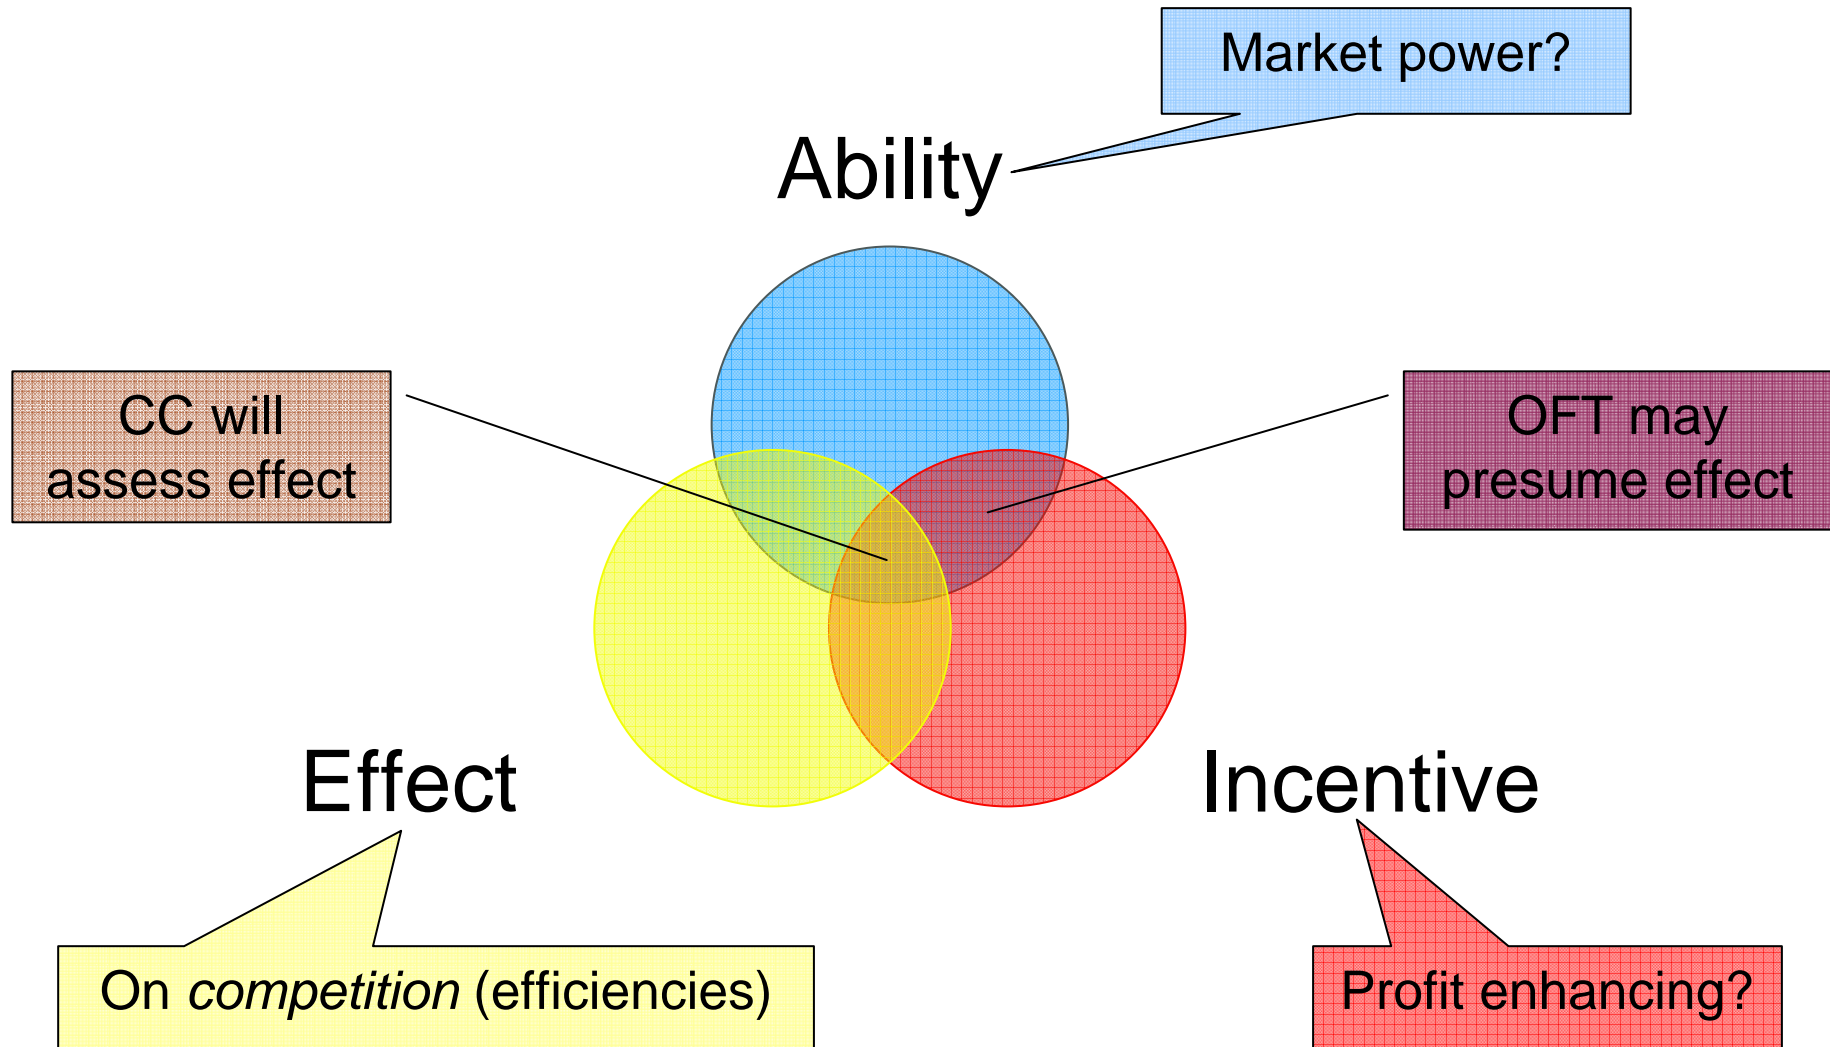 Market power?
Ability
CC will
assess effect
OFT may
presume effect
Effect
Incentive
On competition (efficiencies)
Profit enhancing?